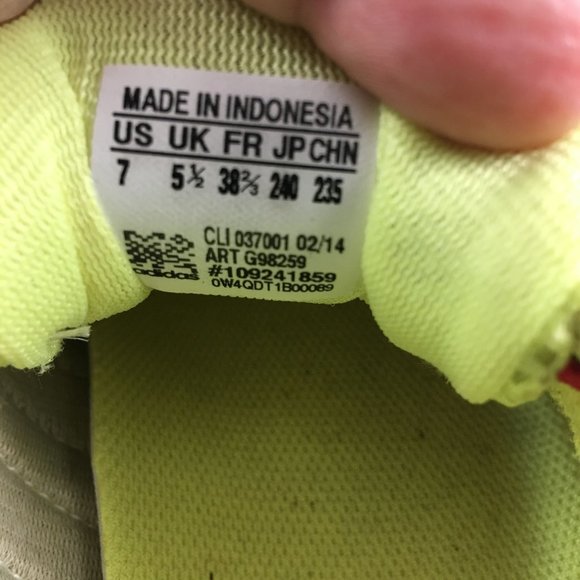 MADE IN INDONESIA
US UK FR JP CHN
7 5½ 38⅔ 240 235
CLI 037001 02/14
ART G98259
adidas #109241859
0W4QDT1B00089